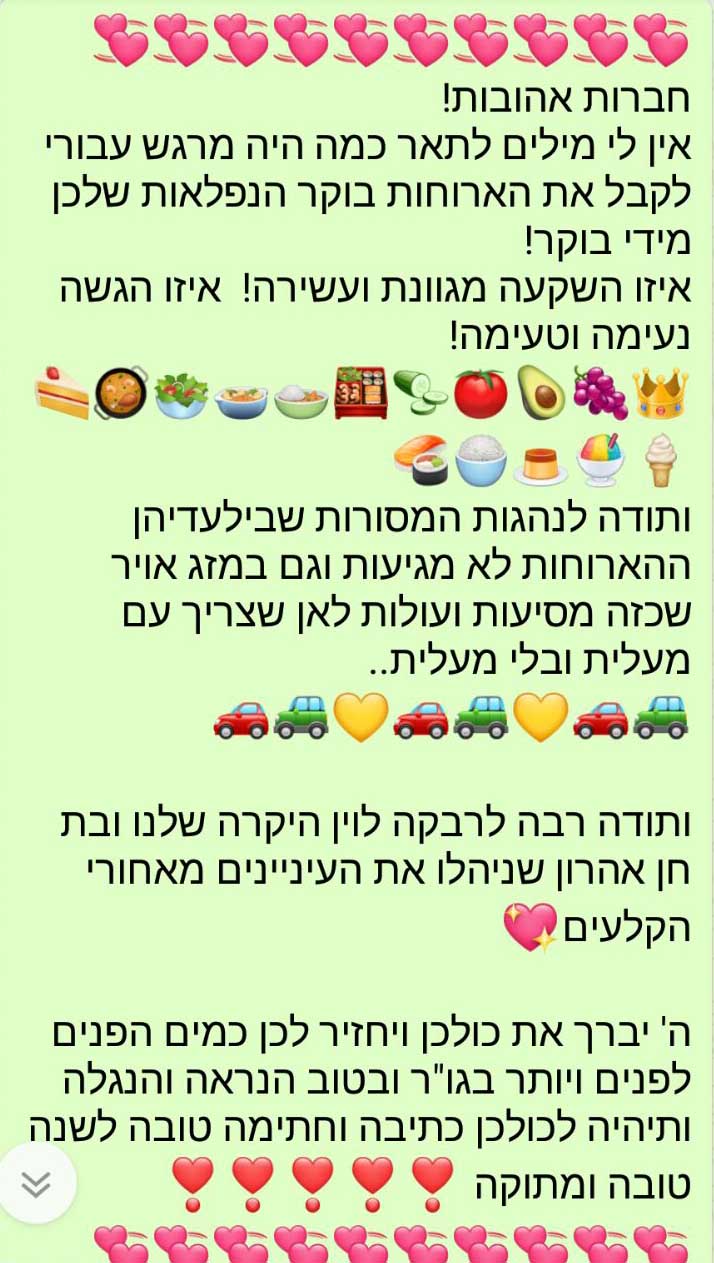 💞💞💞💞💞💞💞💞💞💞
חברות אהובות!
אין לי מילים לתאר כמה היה מרגש עבורי
לקבל את הארוחות בוקר הנפלאות שלכן
מידי בוקר!
איזו השקעה מגוונת ועשירה!  איזו הגשה
נעימה וטעימה!
👑🍇🥑🍅🥒🍱🍚🍲🥗🥘🍰
🍦🍧🍮🍚🍣
ותודה לנהגות המסורות שבילעדיהן
ההארוחות לא מגיעות וגם במזג אויר
שכזה מסיעות ועולות לאן שצריך עם
מעלית ובלי מעלית..
🚙🚗💛🚙🚗💛🚙🚗
ותודה רבה לרבקה לוין היקרה שלנו ובת
חן אהרון שניהלו את העיניינים מאחורי
הקלעים💖
ה' יברך את כולכן ויחזיר לכן כמים הפנים
לפנים ויותר בגו"ר ובטוב הנראה והנגלה
ותיהיה לכולכן כתיבה וחתימה טובה לשנה
טובה ומתוקה ❣❣❣❣❣
💞💞💞💞💞💞💞💞💞💞